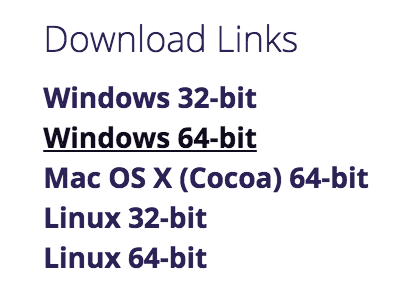 Download Links
Windows 32-bit
Windows 64-bit
Mac OS X (Cocoa) 64-bit
Linux 32-bit
Linux 64-bit